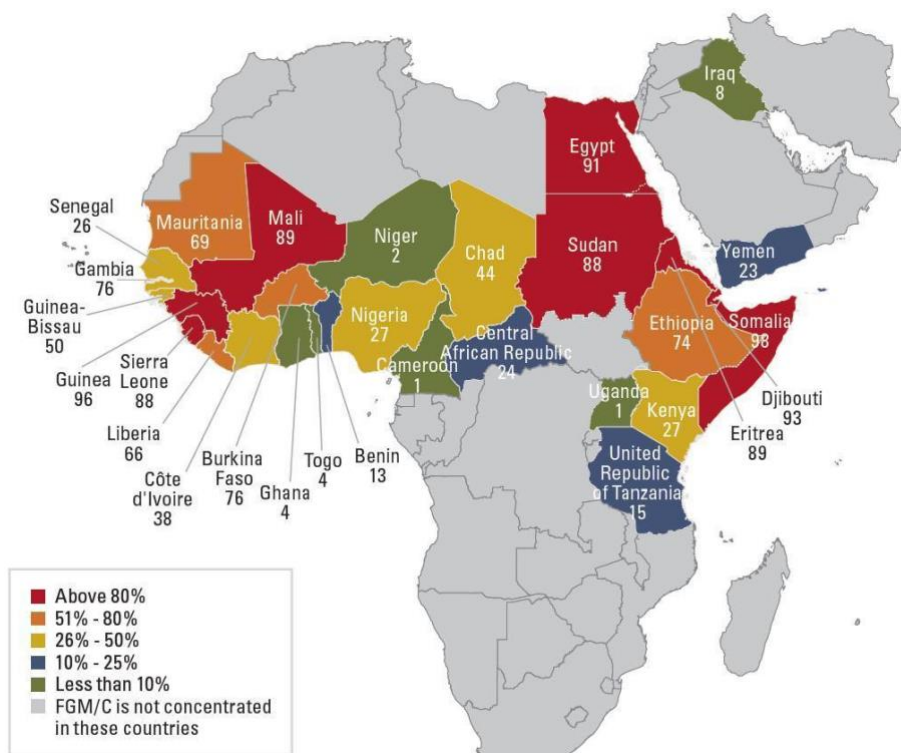 Iraq
8
Egypt
91
Mauritania
69
Mali
89
Niger
2
Chad
44
Sudan
88
Yemen
23
Senegal
26
Gambia
76
Guinea-
Bissau
50
Guinea
96
Sierra
Leone
88
Liberia
66
Côte
d'Ivoire
38
Burkina
Faso
76
Ghana
4
Togo
4
Benin
13
Nigeria
27
Cameroon
1
Central
African Republic
24
Ethiopia
74
Somalia
98
Djibouti
93
Eritrea
89
Uganda
1
Kenya
27
United
Republic
of Tanzania
15
Above 80%
51% - 80%
26% - 50%
10% - 25%
Less than 10%
FGM/C is not concentrated
in these countries